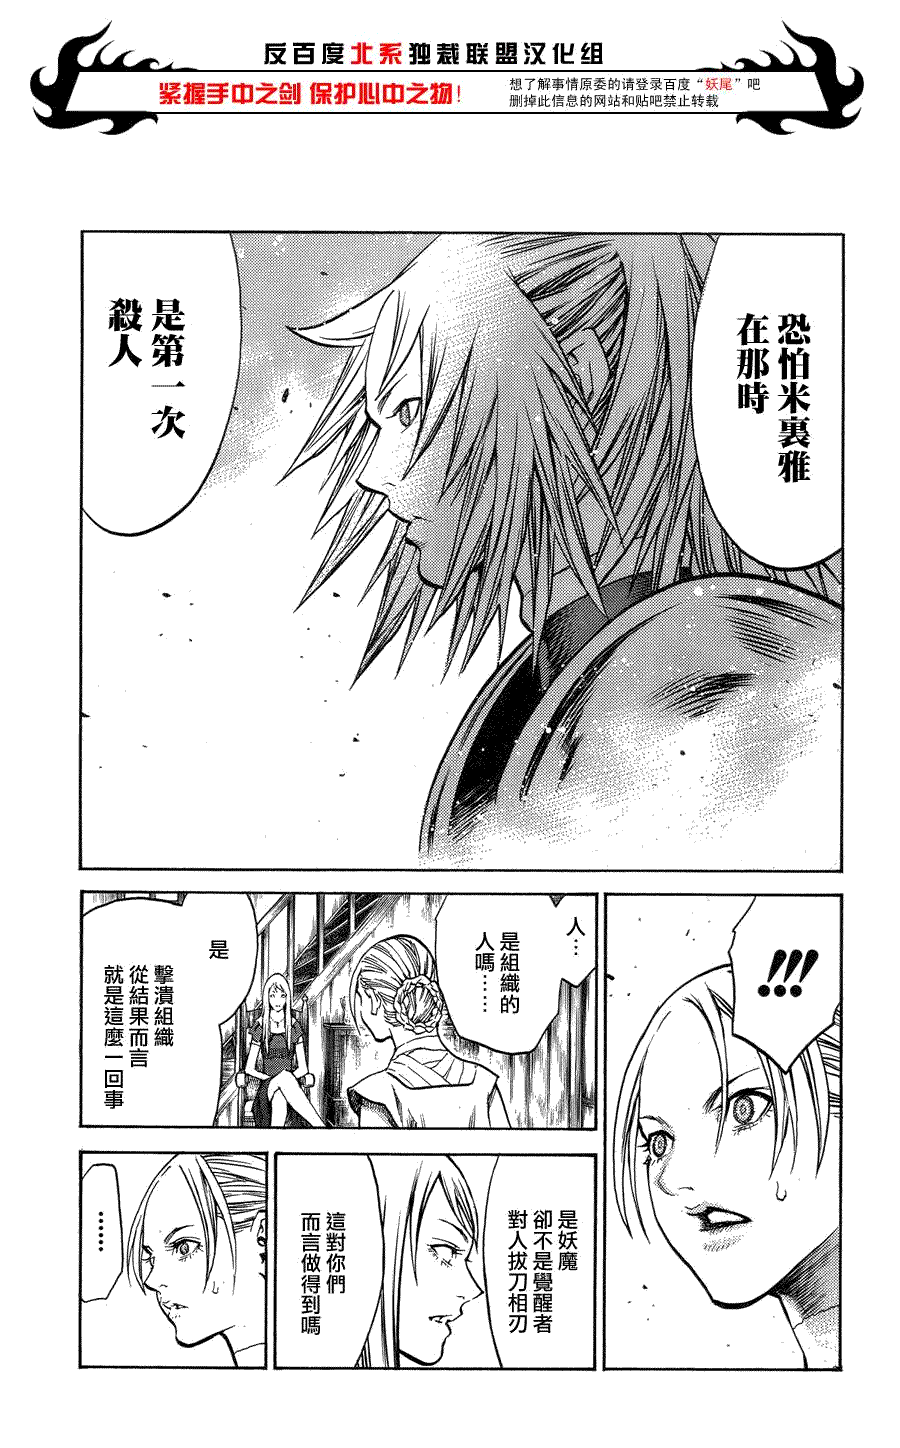 反百度北系独裁联盟汉化组
紧握手中之剑 保护心中之物！
想了解事情原委的请登录百度“妖尾”吧
删掉此信息的网站和贴吧禁止转载
恐怕米裏雅
在那時
是第一次
殺人
!!!
人…
是組織的
人嗎……
是
擊潰組織
從結果而言
就是這麼一回事
是妖魔
卻不是覺醒者
對人拔刀相刃
這對你們
而言做得到嗎
……